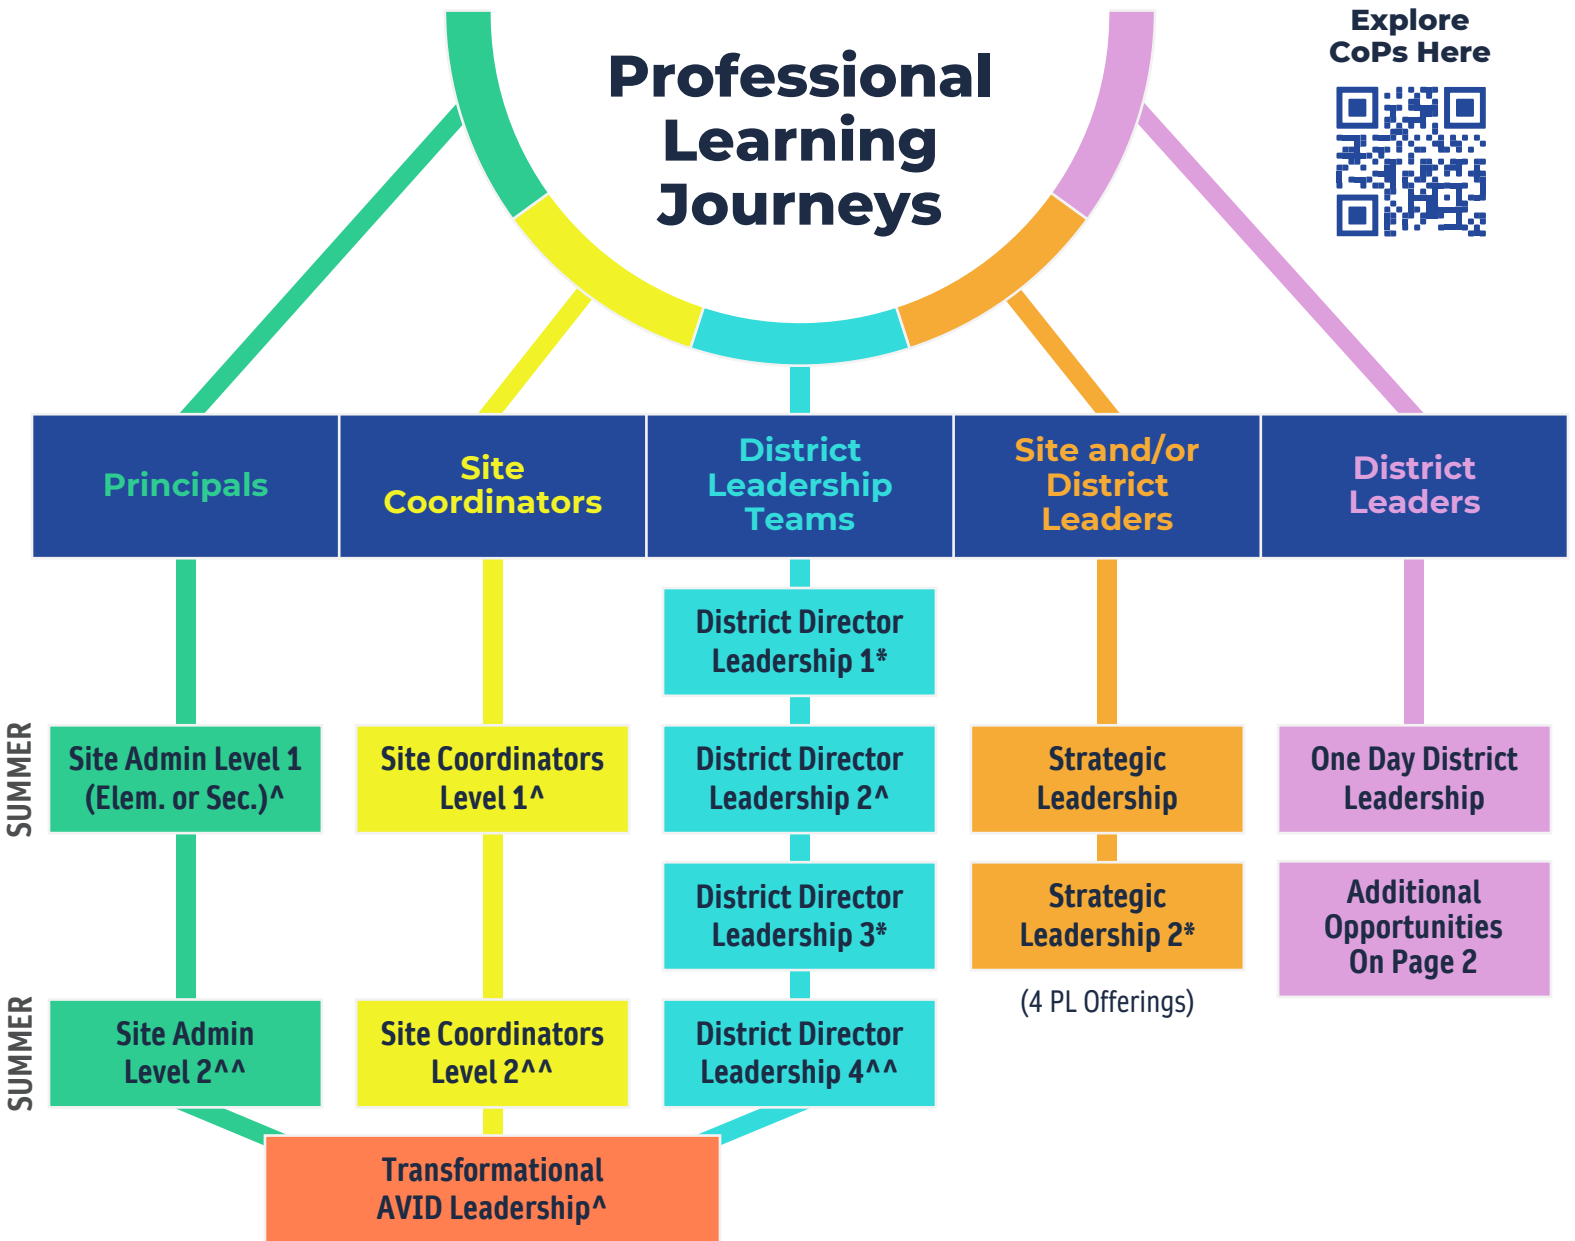 Professional
Learning
Journeys
Explore
CoPs Here
Principals
Site
Coordinators
District
Leadership
Teams
Site and/or
District
Leaders
District
Leaders
District Director
Leadership 1*
SUMMER
Site Admin Level 1
(Elem. or Sec.)^
Site Coordinators
Level 1^
District Director
Leadership 2^
Strategic
Leadership
One Day District
Leadership
District Director
Leadership 3*
Strategic
Leadership 2*
(4 PL Offerings)
Additional
Opportunities
On Page 2
SUMMER
Site Admin
Level 2^^
Site Coordinators
Level 2^^
District Director
Leadership 4^^
Transformational
AVID Leadership^